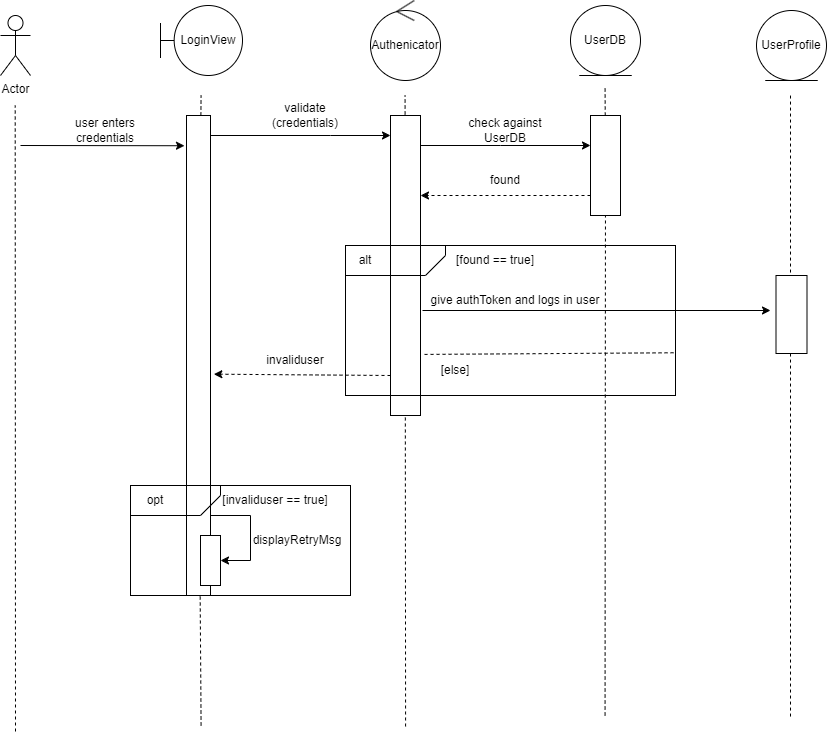 LoginView
Authenicator
UserDB
UserProfile
Actor
user enters
credentials
validate
(credentials)
check against
UserDB
found
alt
[found == true]
give authToken and logs in user
invaliduser
[else]
opt
[invaliduser == true]
displayRetryMsg